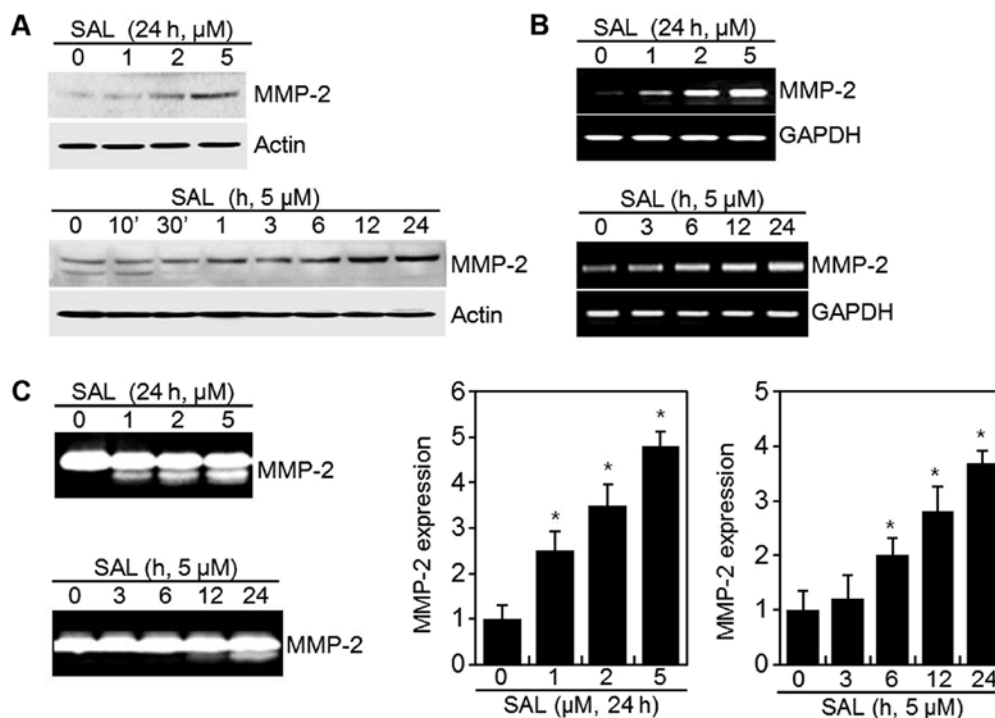 A
SAL (24 h, µM)
0 1 2 5
MMP-2
Actin
SAL (h, 5 µM)
0 10' 30' 1 3 6 12 24
MMP-2
Actin
B
SAL (24 h, µM)
0 1 2 5
MMP-2
GAPDH
SAL (h, 5 µM)
0 3 6 12 24
MMP-2
GAPDH
C
SAL (24 h, µM)
0 1 2 5
MMP-2
SAL (h, 5 µM)
0 3 6 12 24
MMP-2
MMP-2 expression
6
5
4
3
2
1
0
* * *
0 1 2 5
SAL (µM, 24 h)
MMP-2 expression
5
4
3
2
1
0
* * *
0 3 6 12 24
SAL (h, 5 µM)